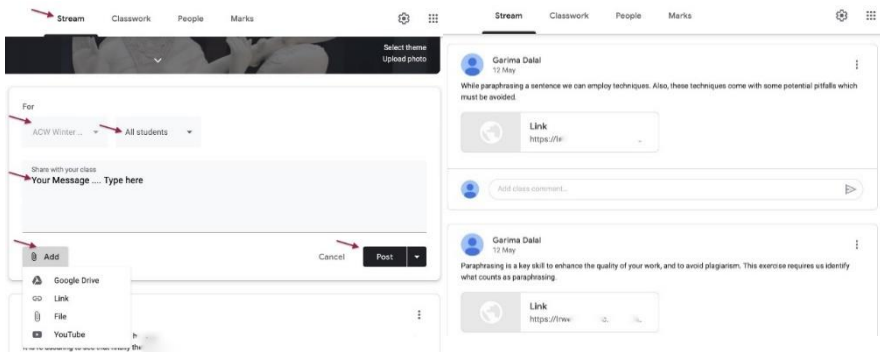 Stream Classwork People Marks
Select theme
Upload photo
For
ACW Winter ...
All students
Share with your class
Your Message .... Type here
Add
Cancel
Post
Google Drive
Link
File
YouTube
Stream Classwork People Marks
Garima Dalal
12 May
While paraphrasing a sentence we can employ techniques. Also, these techniques come with some potential pitfalls which
must be avoided.
Link
Add class comment...
Garima Dalal
12 May
Paraphrasing is a key skill to enhance the quality of your work, and to avoid plagiarism. This exercise requires us identify
what counts as paraphrasing.
Link